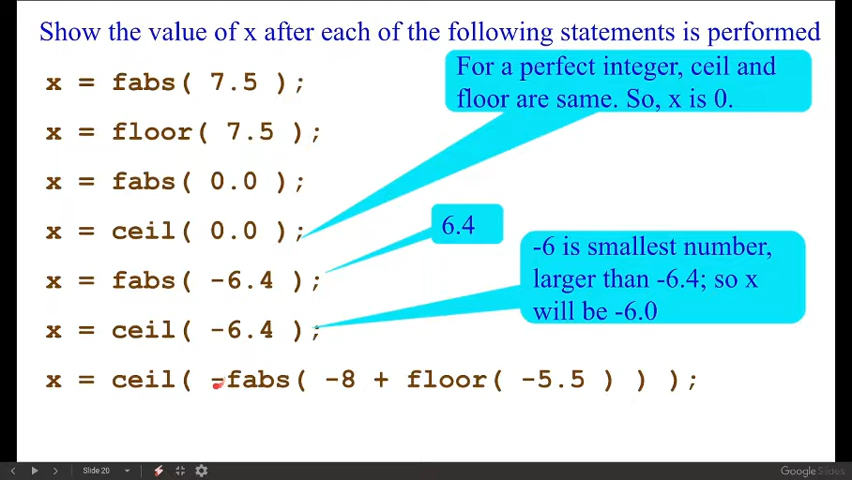 Show the value of x after each of the following statements is performed
For a perfect integer, ceil and
floor are same. So, x is 0.
x = fabs( 7.5 );
x = floor( 7.5 );
x = fabs( 0.0 );
x = ceil( 0.0 );
6.4
-6 is smallest number,
larger than -6.4; so x
will be -6.0
x = fabs( -6.4 );
x = ceil( -6.4 );
x = ceil( -fabs( -8 + floor( -5.5 ) ) );
Slide 20
Google Slides